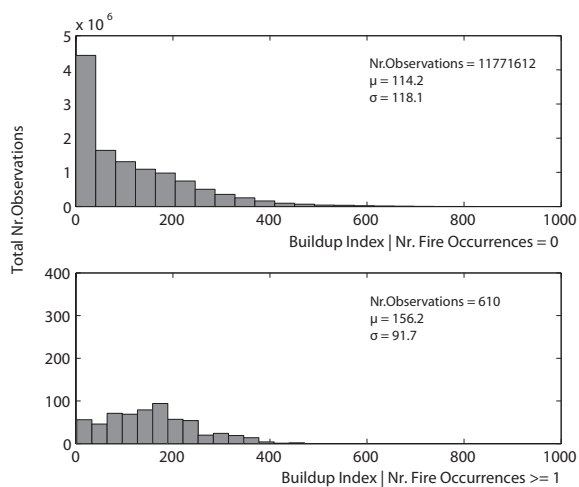 x 10⁶
5
4
3
2
1
0
Nr.Observations = 11771612
μ = 114.2
σ = 118.1
0 200 400 600 800 1000
Buildup Index | Nr. Fire Occurrences = 0
Total Nr.Observations
400
300
200
100
0
Nr.Observations = 610
μ = 156.2
σ = 91.7
0 200 400 600 800 1000
Buildup Index | Nr. Fire Occurrences >= 1